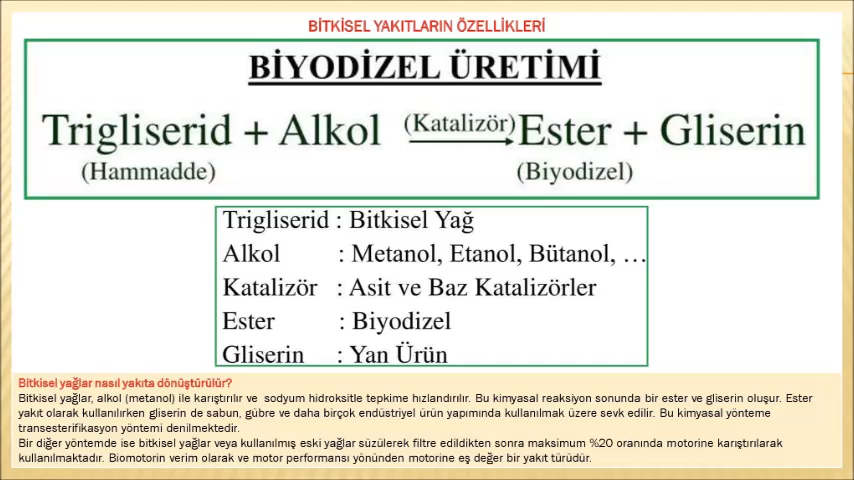 BİTKİSEL YAKITLARIN ÖZELLİKLERİ
BİYODİZEL ÜRETİMİ
Trigliserid + Alkol (Katalizör) Ester + Gliserin
(Hammadde) (Biyodizel)
Trigliserid : Bitkisel Yağ
Alkol : Metanol, Etanol, Bütanol, …
Katalizör : Asit ve Baz Katalizörler
Ester : Biyodizel
Gliserin : Yan Ürün
Bitkisel yağlar nasıl yakıta dönüştürülür?
Bitkisel yağlar, alkol (metanol) ile karıştırılır ve sodyum hidroksitle tepkime hızlandırılır. Bu kimyasal reaksiyon sonunda bir ester ve gliserin oluşur. Ester
yakıt olarak kullanılırken gliserin de sabun, gübre ve daha birçok endüstriyel ürün yapımında kullanılmak üzere sevk edilir. Bu kimyasal yönteme
transesterifikasyon yöntemi denilmektedir.
Bir diğer yöntemde ise bitkisel yağlar veya kullanılmış eski yağlar süzülerek filtre edildikten sonra maksimum %20 oranında motorine karıştırılarak
kullanılmaktadır. Biomotorin verim olarak ve motor performansı yönünden motorine eş değer bir yakıt türüdür.